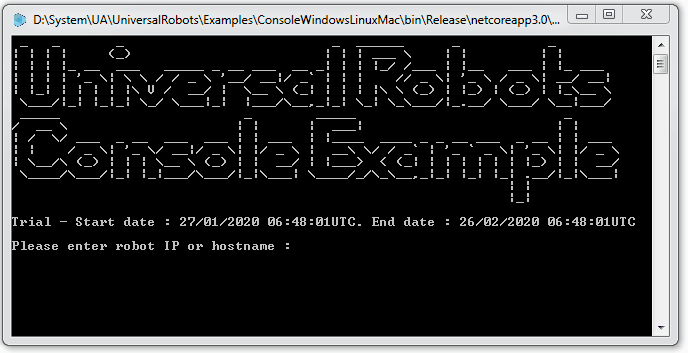 D:\System\UA\UniversalRobots\Examples\ConsoleWindowsLinuxMac\bin\Release\netcoreapp3.0\...
Universal Robots
Console Example
Trial - Start date : 27/01/2020 06:48:01UTC. End date : 26/02/2020 06:48:01UTC
Please enter robot IP or hostname :